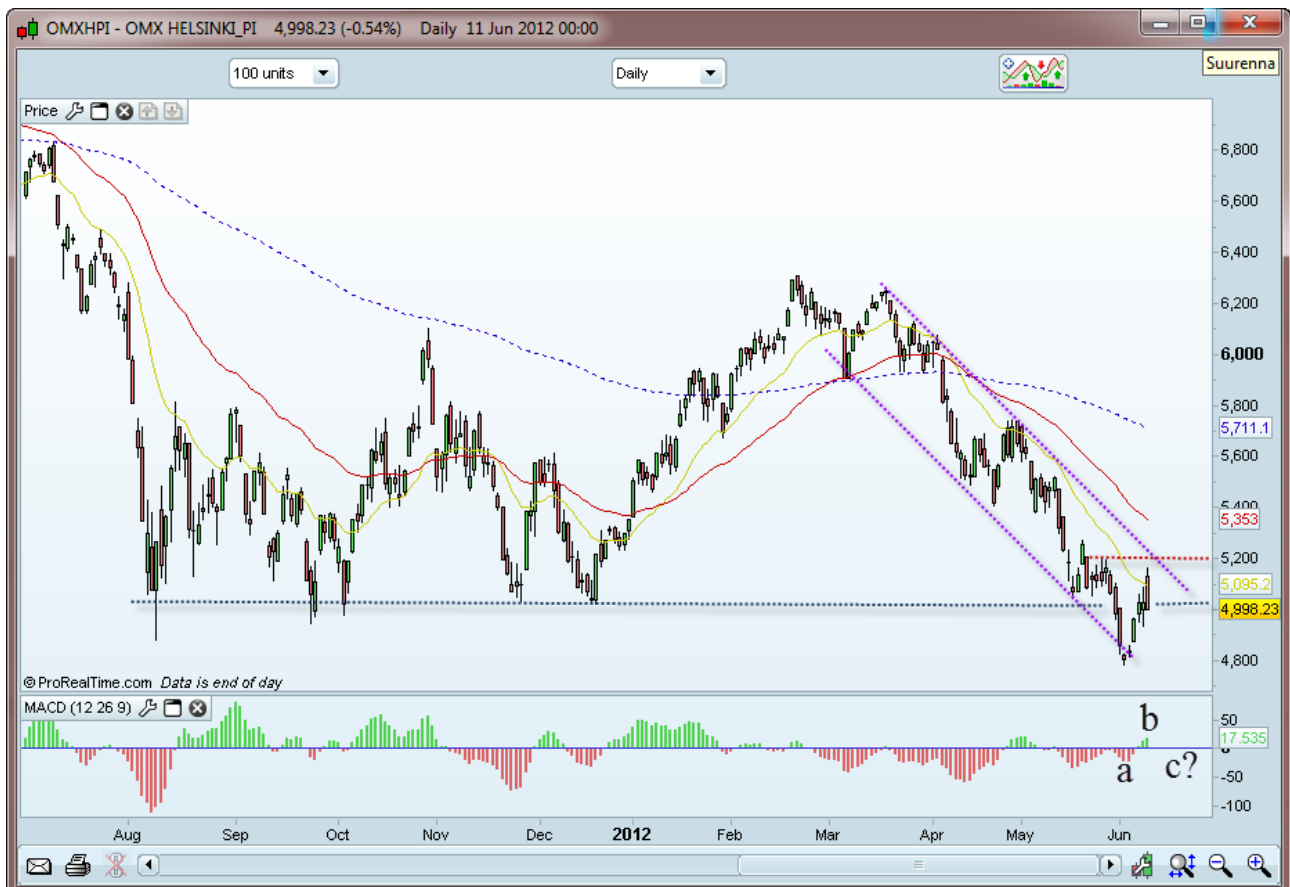 OMXHPI - OMX HELSINKI_PI 4,998.23 (-0.54%) Daily 11 Jun 2012 00:00
Suurenna
100 units
Daily
Price
6,800
6,600
6,400
6,200
6,000
5,800
5,711.1
5,600
5,400
5,353
5,200
5,095.2
4,998.23
4,800
©ProRealTime.com Data is end of day
MACD (12 26 9)
b
50
17.535
0
a
c?
-50
-100
Aug Sep Oct Nov Dec 2012 Feb Mar Apr May Jun